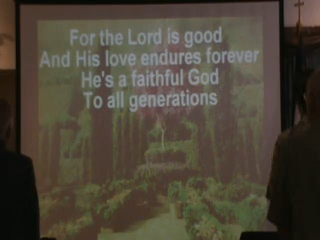 For the Lord is good
And His love endures forever
He's a faithful God
To all generations